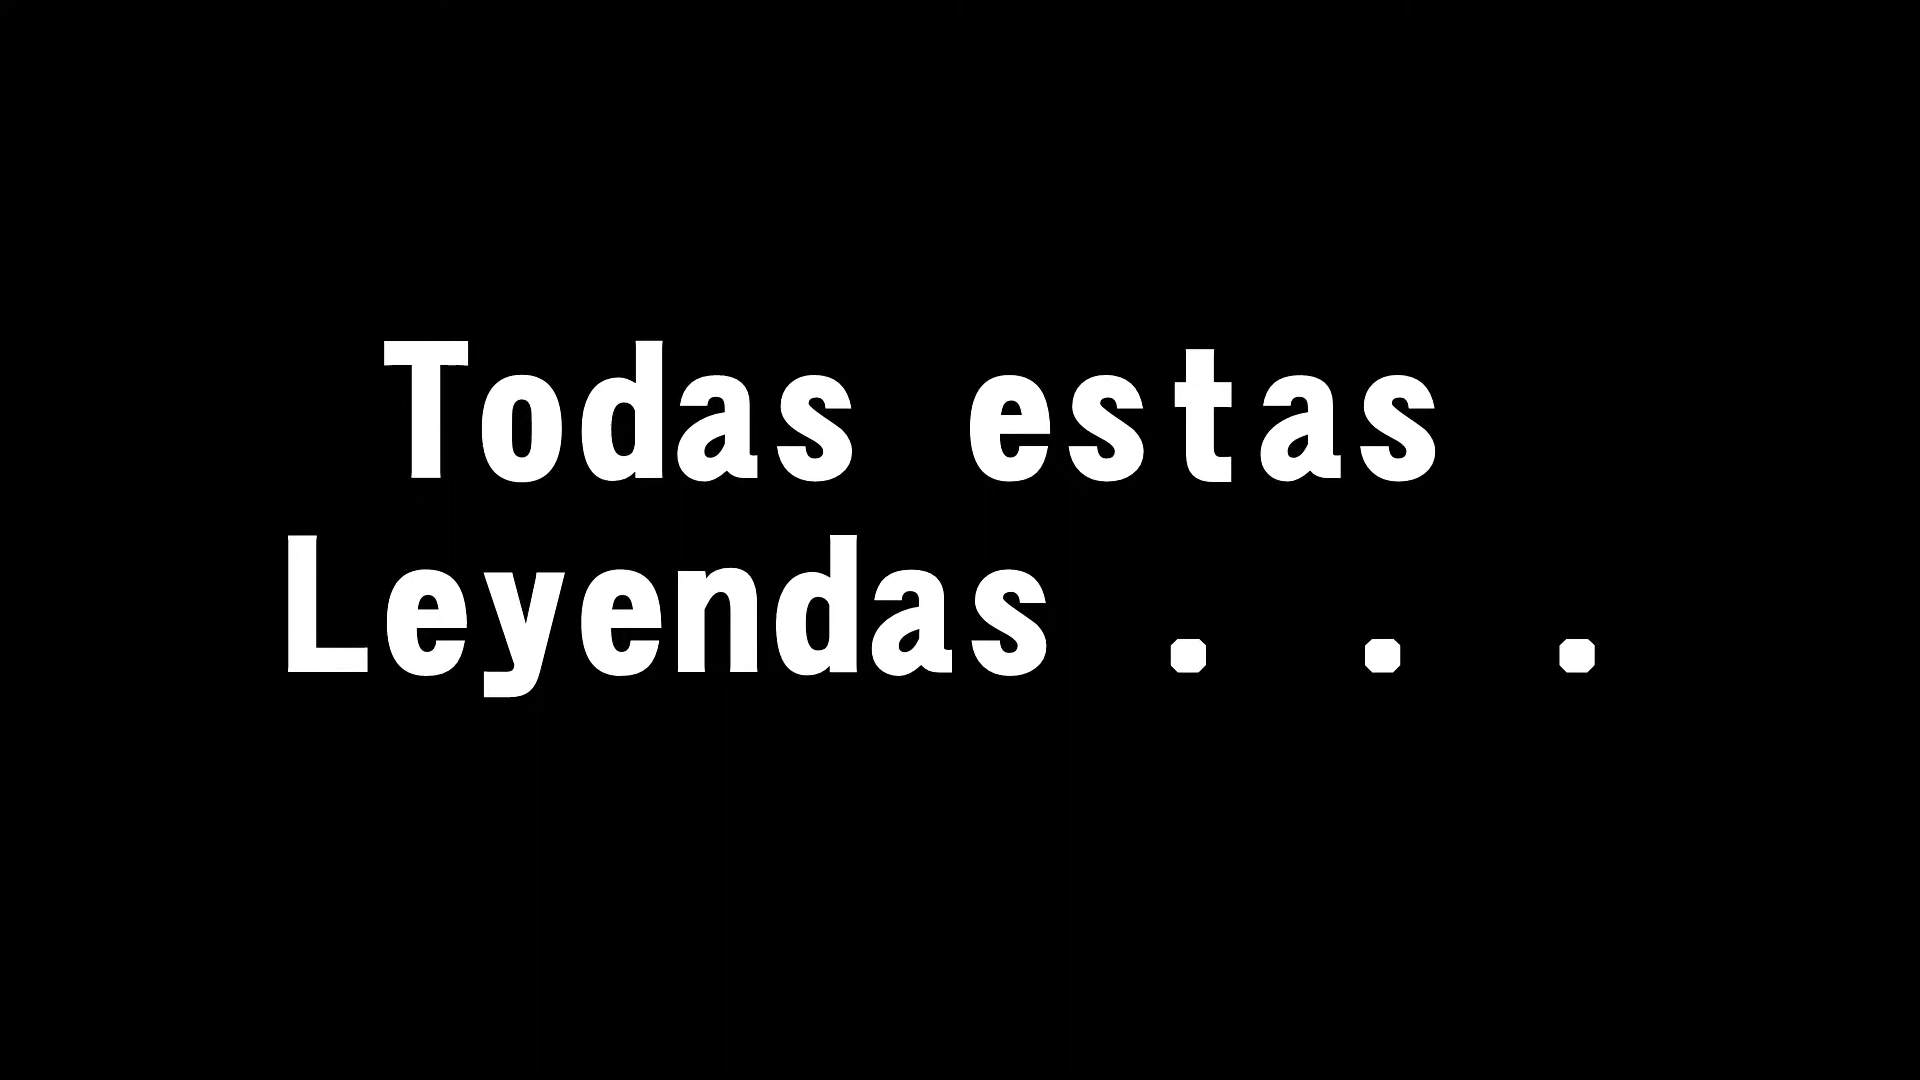 Todas estas
Leyendas . . .